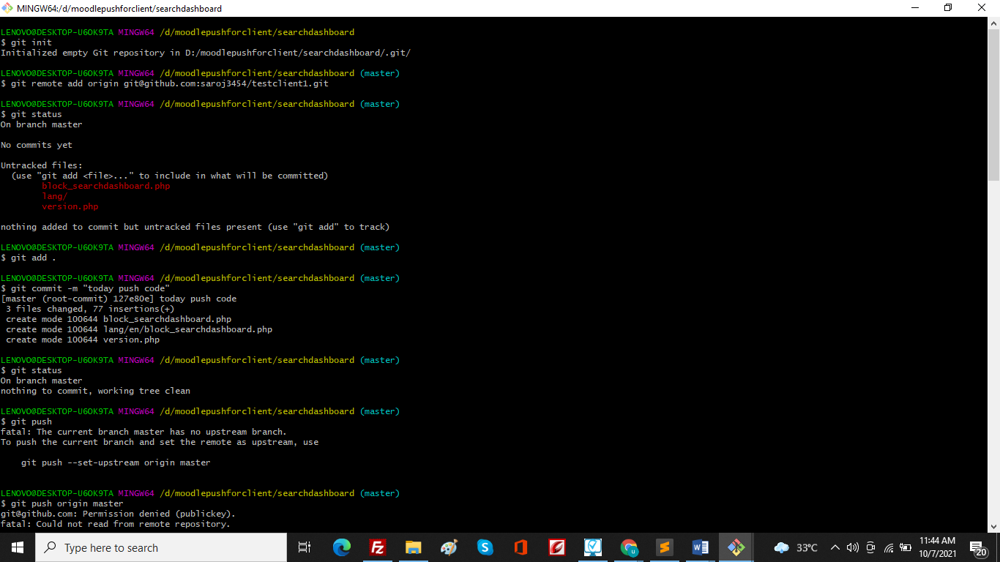 MINGW64:/d/moodlepushforclient/searchdashboard
LENOVO@DESKTOP-U6OK9TA MINGW64 /d/moodlepushforclient/searchdashboard
$ git init
Initialized empty Git repository in D:/moodlepushforclient/searchdashboard/.git/
LENOVO@DESKTOP-U6OK9TA MINGW64 /d/moodlepushforclient/searchdashboard (master)
$ git remote add origin git@github.com:saroj3454/testclient1.git
LENOVO@DESKTOP-U6OK9TA MINGW64 /d/moodlepushforclient/searchdashboard (master)
$ git status
On branch master
No commits yet
Untracked files:
(use "git add <file>..." to include in what will be committed)
block_searchdashboard.php
lang/
version.php
nothing added to commit but untracked files present (use "git add" to track)
LENOVO@DESKTOP-U6OK9TA MINGW64 /d/moodlepushforclient/searchdashboard (master)
$ git add .
LENOVO@DESKTOP-U6OK9TA MINGW64 /d/moodlepushforclient/searchdashboard (master)
$ git commit -m "today push code"
[master (root-commit) 127e80e] today push code
3 files changed, 77 insertions(+)
create mode 100644 block_searchdashboard.php
create mode 100644 lang/en/block_searchdashboard.php
create mode 100644 version.php
LENOVO@DESKTOP-U6OK9TA MINGW64 /d/moodlepushforclient/searchdashboard (master)
$ git status
On branch master
nothing to commit, working tree clean
LENOVO@DESKTOP-U6OK9TA MINGW64 /d/moodlepushforclient/searchdashboard (master)
$ git push
fatal: The current branch master has no upstream branch.
To push the current branch and set the remote as upstream, use
git push --set-upstream origin master
LENOVO@DESKTOP-U6OK9TA MINGW64 /d/moodlepushforclient/searchdashboard (master)
$ git push origin master
git@github.com: Permission denied (publickey).
fatal: Could not read from remote repository.
Type here to search
33°C
11:44 AM
10/7/2021
20